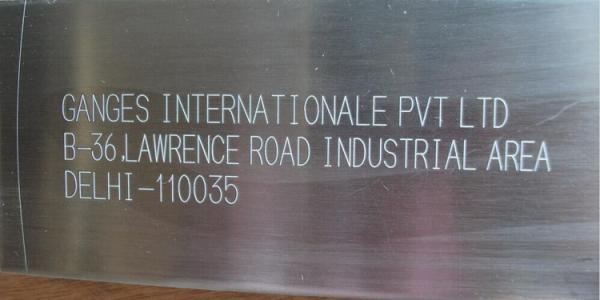 GANGES INTERNATIONALE PVT LTD
B-36,LAWRENCE ROAD INDUSTRIAL AREA
DELHI-110035